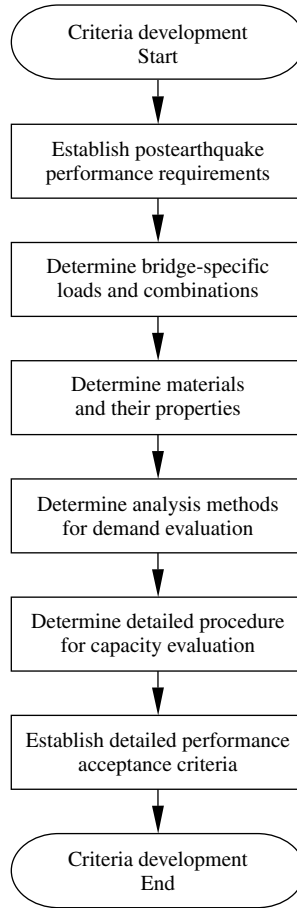 Criteria development
Start
Establish postearthquake
performance requirements
Determine bridge-specific
loads and combinations
Determine materials
and their properties
Determine analysis methods
for demand evaluation
Determine detailed procedure
for capacity evaluation
Establish detailed performance
acceptance criteria
Criteria development
End